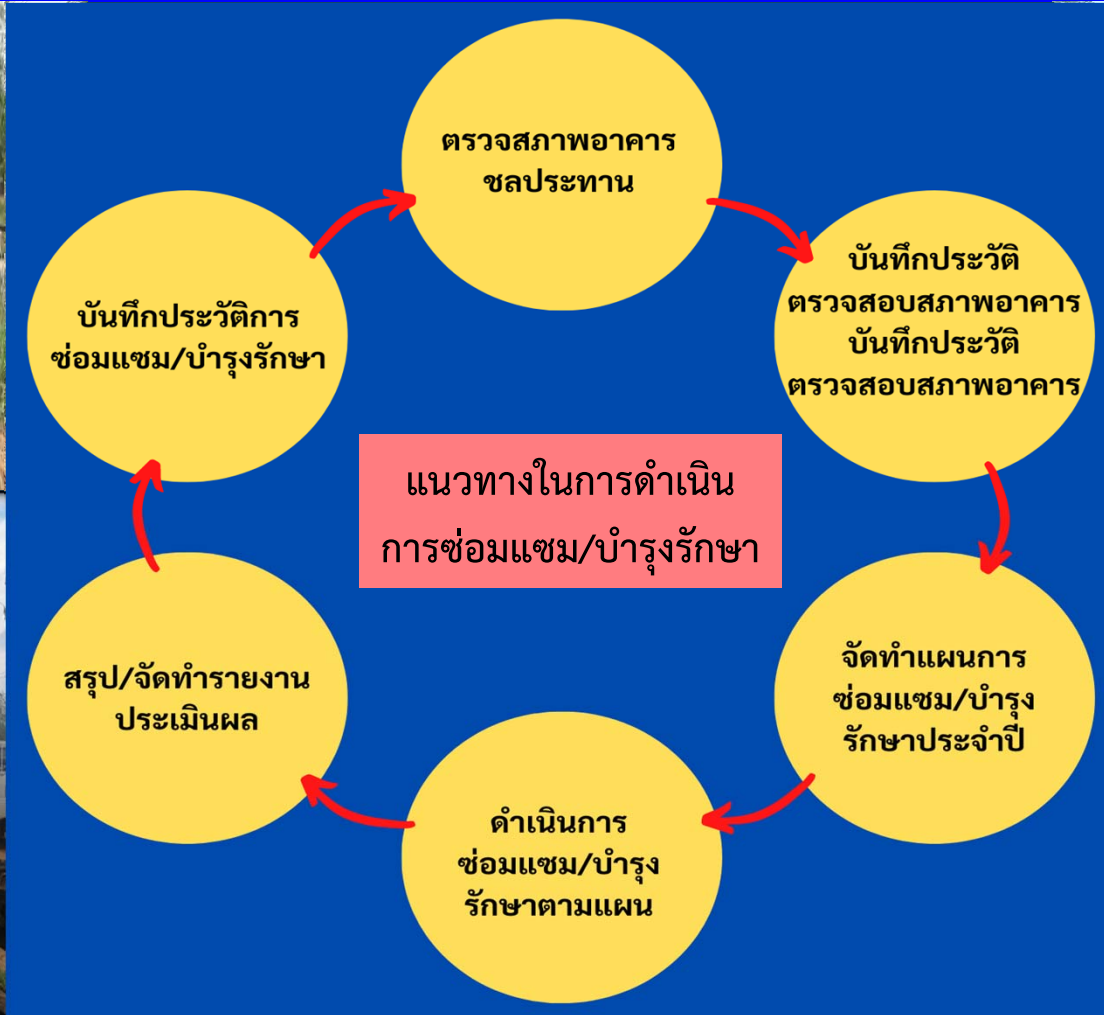 ตรวจสภาพอาคาร
ชลประทาน
บันทึกประวัติ
ตรวจสอบสภาพอาคาร
บันทึกประวัติ
ตรวจสอบสภาพอาคาร
จัดทำแผนการ
ซ่อมแซม/บำรุง
รักษาประจำปี
ดำเนินการ
ซ่อมแซม/บำรุง
รักษาตามแผน
สรุป/จัดทำรายงาน
ประเมินผล
บันทึกประวัติการ
ซ่อมแซม/บำรุงรักษา
แนวทางในการดำเนิน
การซ่อมแซม/บำรุงรักษา